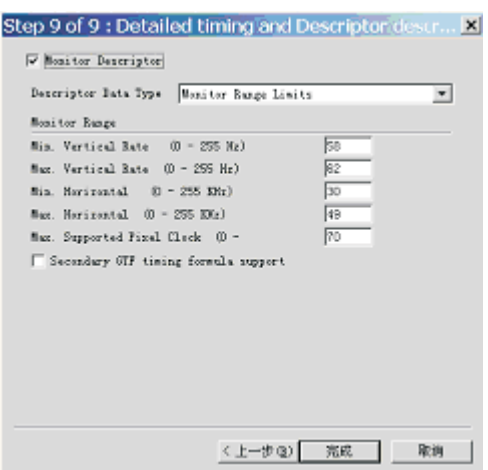 Step 9 of 9 : Detailed timing and Descriptor descr...
Monitor Descriptor
Descriptor Data Type Monitor Range Limits
Monitor Range
Min. Vertical Rate (0 - 255 Hz) 58
Max. Vertical Rate (0 - 255 Hz) 62
Min. Horizontal (0 - 255 KHz) 30
Max. Horizontal (0 - 255 KHz) 49
Max. Supported Pixel Clock (0 - 70
Secondary GTF timing formula support
< 上一步(B) 完成 取消